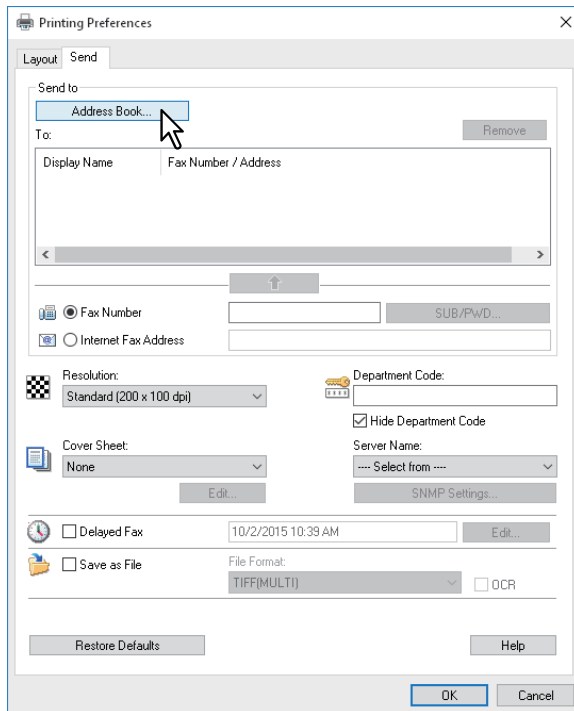 Printing Preferences
Layout Send
Send to
Address Book...
To:
Remove
Display Name Fax Number / Address
Fax Number
SUB/PWD...
Internet Fax Address
Resolution:
Standard (200 x 100 dpi)
Department Code:
Hide Department Code
Cover Sheet:
None
Edit...
Server Name:
---- Select from ----
SNMP Settings...
Delayed Fax
10/2/2015 10:39 AM
Edit...
Save as File
File Format:
TIFF(MULTI)
OCR
Restore Defaults
Help
OK
Cancel